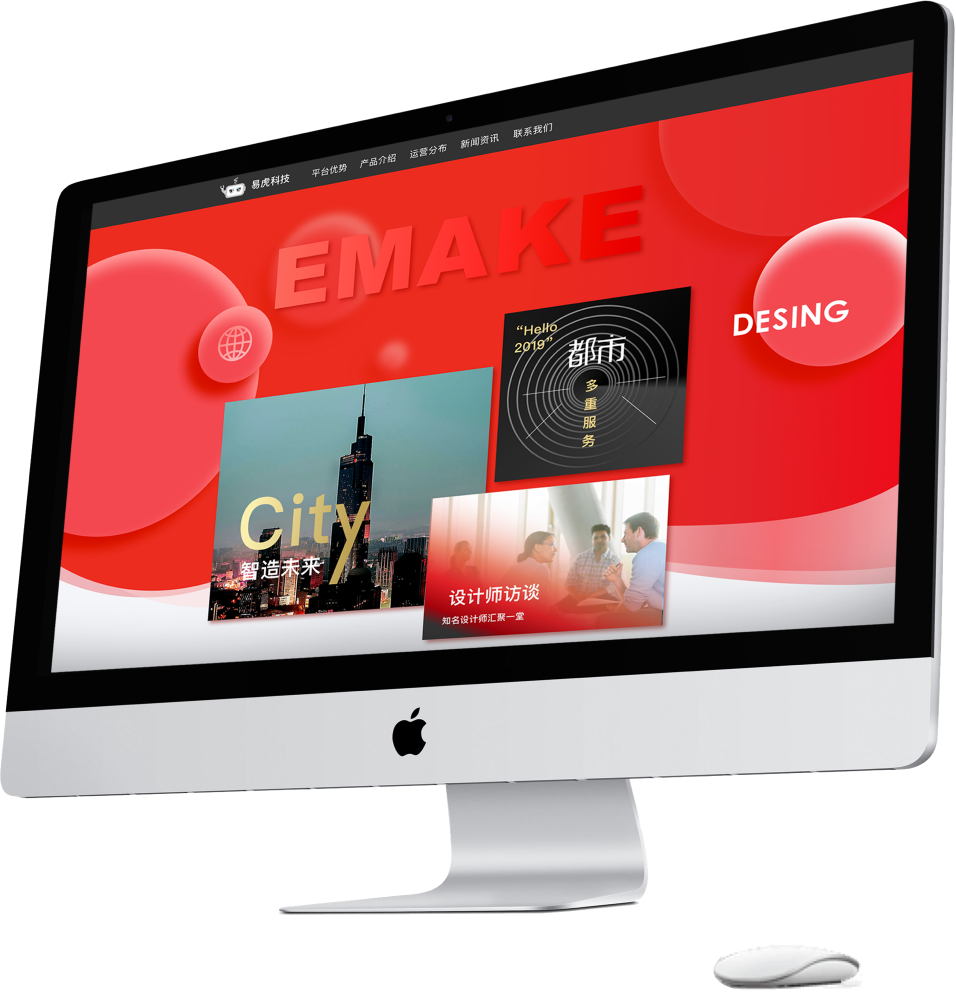 易虎科技
平台优势
产品介绍
运营分布
新闻资讯
联系我们
EMAKE
DESING
“Hello
2019”
都市
多重服务
City
智造未来
设计师访谈
知名设计师汇聚一堂